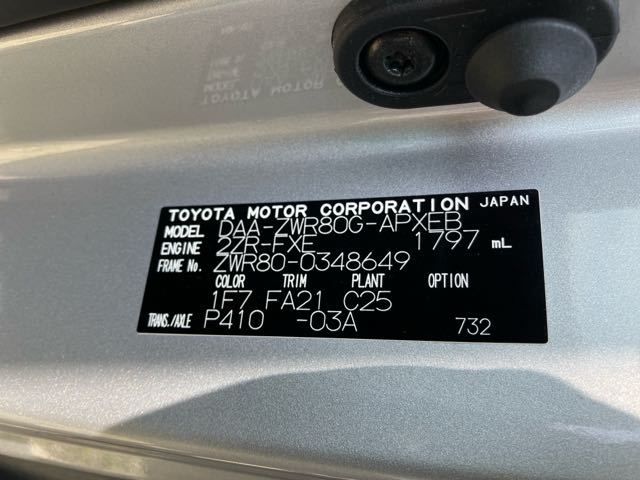 TOYOTA MOTOR CORPORATION JAPAN
MODEL DAA-ZWR80G-APXEB
ENGINE 2ZR-FXE 1797 mL
FRAME No. ZWR80-0348649
COLOR TRIM PLANT OPTION
1F7 FA21 C25
TRANS./AXLE P410 -03A 732